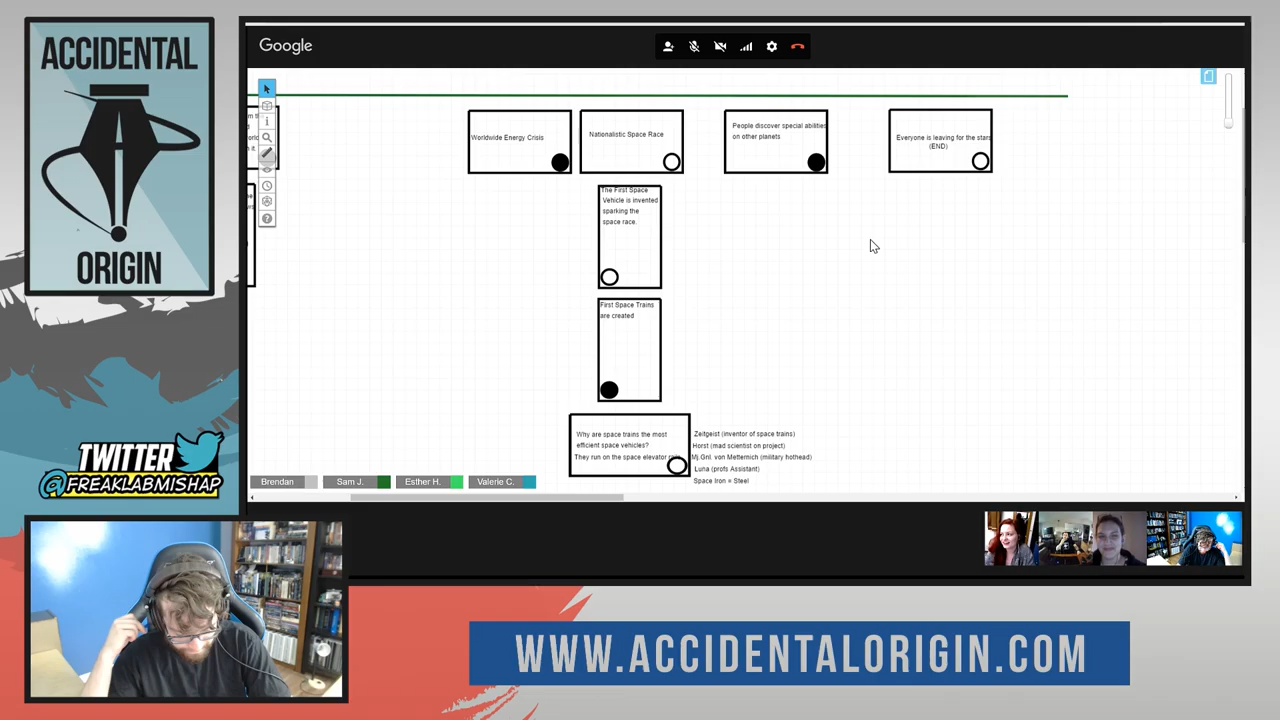 ACCIDENTAL
ORIGIN
Google
Worldwide Energy Crisis
Nationalistic Space Race
People discover special abilities
on other planets
Everyone is leaving for the stars
(END)
The First Space
Vehicle is invented
sparking the
space race.
First Space Trains
are created
Why are space trains the most
efficient space vehicles?
They run on the space elevator
Zeitgeist (inventor of space trains)
Horst (mad scientist on project)
Mj.Gnl. von Metternich (military hothead)
Luna (profs Assistant)
Space Iron = Steel
Brendan
Sam J.
Esther H.
Valerie C.
TWITTER
@FREAKLABMISHAP
WWW.ACCIDENTALORIGIN.COM